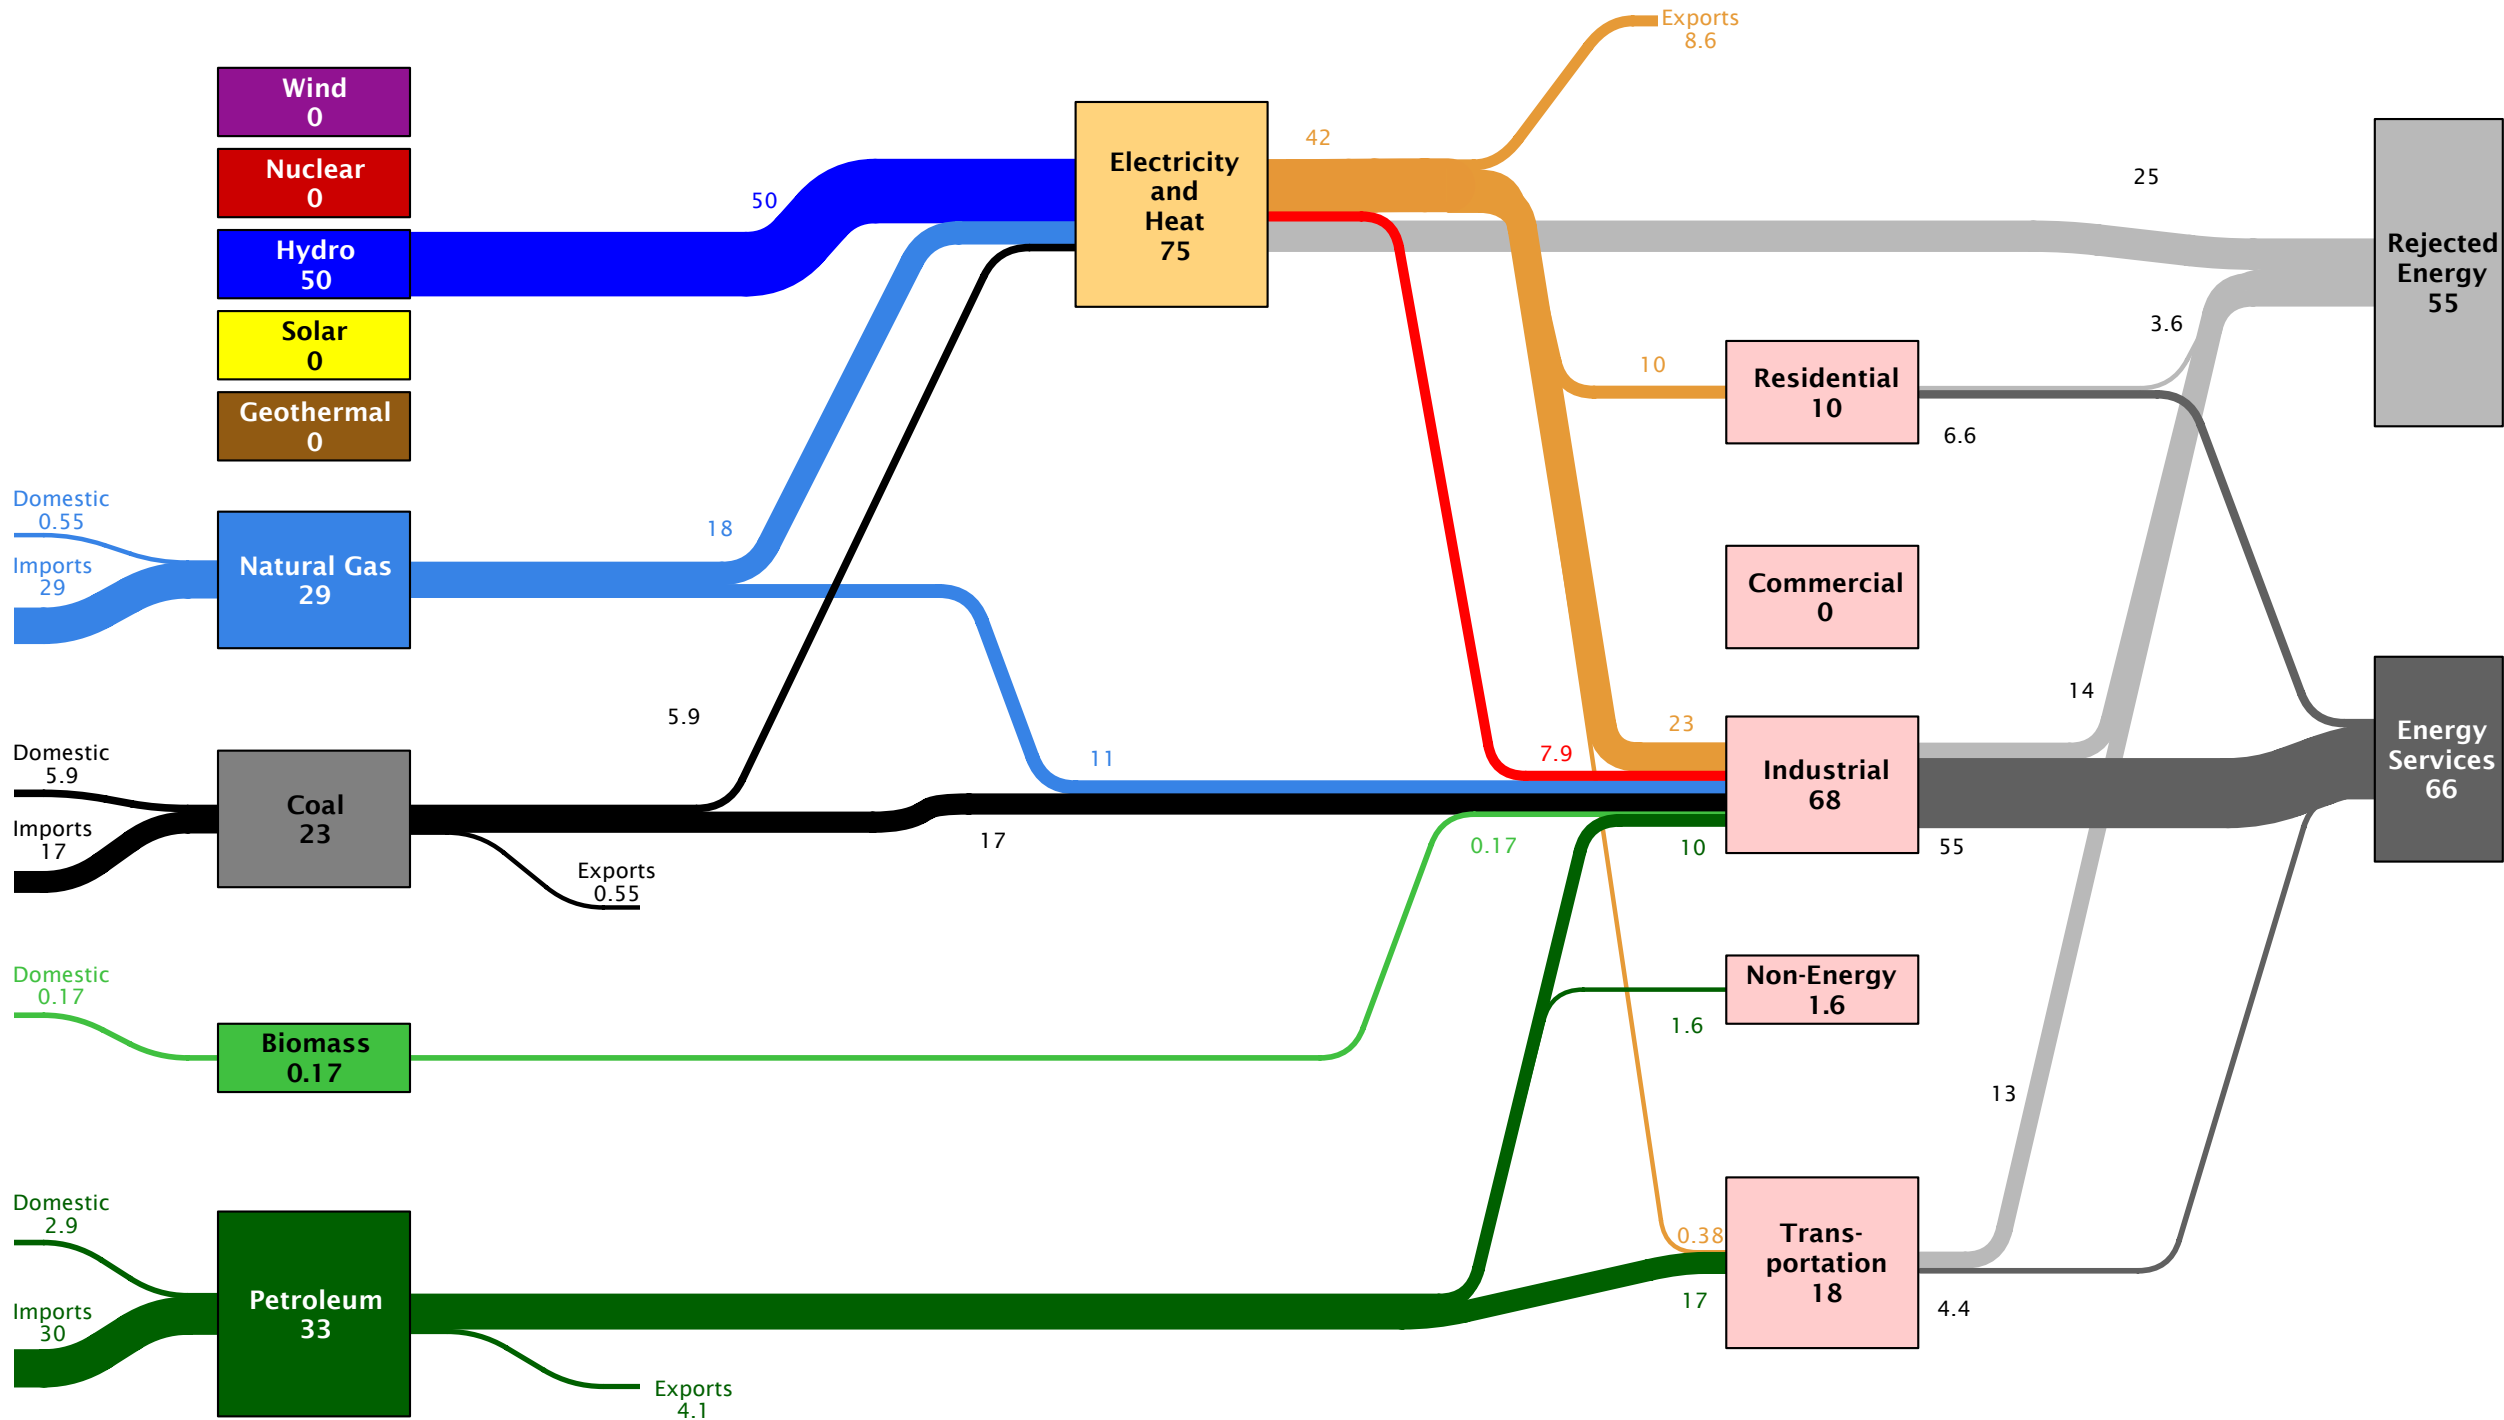 Exports
8.6
Wind
0
Nuclear
0
Hydro
50
Solar
0
Geothermal
0
50
Electricity
and
Heat
75
42
25
Rejected
Energy
55
3.6
10
Residential
10
6.6
Domestic
0.55
Imports
29
Natural Gas
29
18
Commercial
0
14
5.9
Domestic
5.9
Imports
17
Coal
23
11
7.9
23
Industrial
68
Energy
Services
66
17
0.17
10
55
Exports
0.55
Domestic
0.17
Biomass
0.17
Non-Energy
1.6
1.6
13
Domestic
2.9
Imports
30
Petroleum
33
0.38
17
Trans-
portation
18
4.4
Exports
4.1